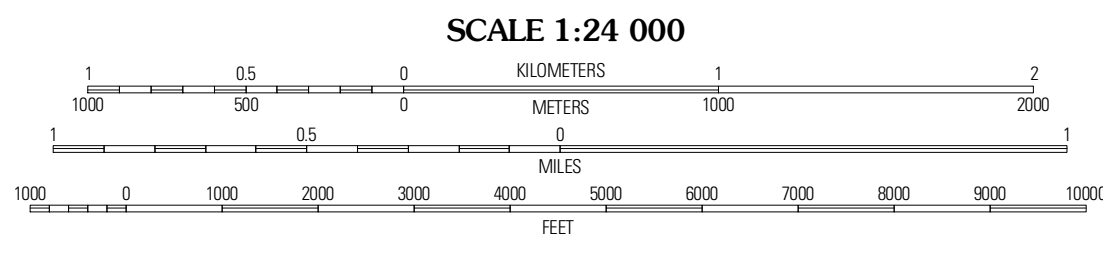 SCALE 1:24 000
1 0.5 0 KILOMETERS 1 2
1000 500 0 METERS 1000 2000
1 0.5 0 1
MILES
1000 0 1000 2000 3000 4000 5000 6000 7000 8000 9000 10000
FEET